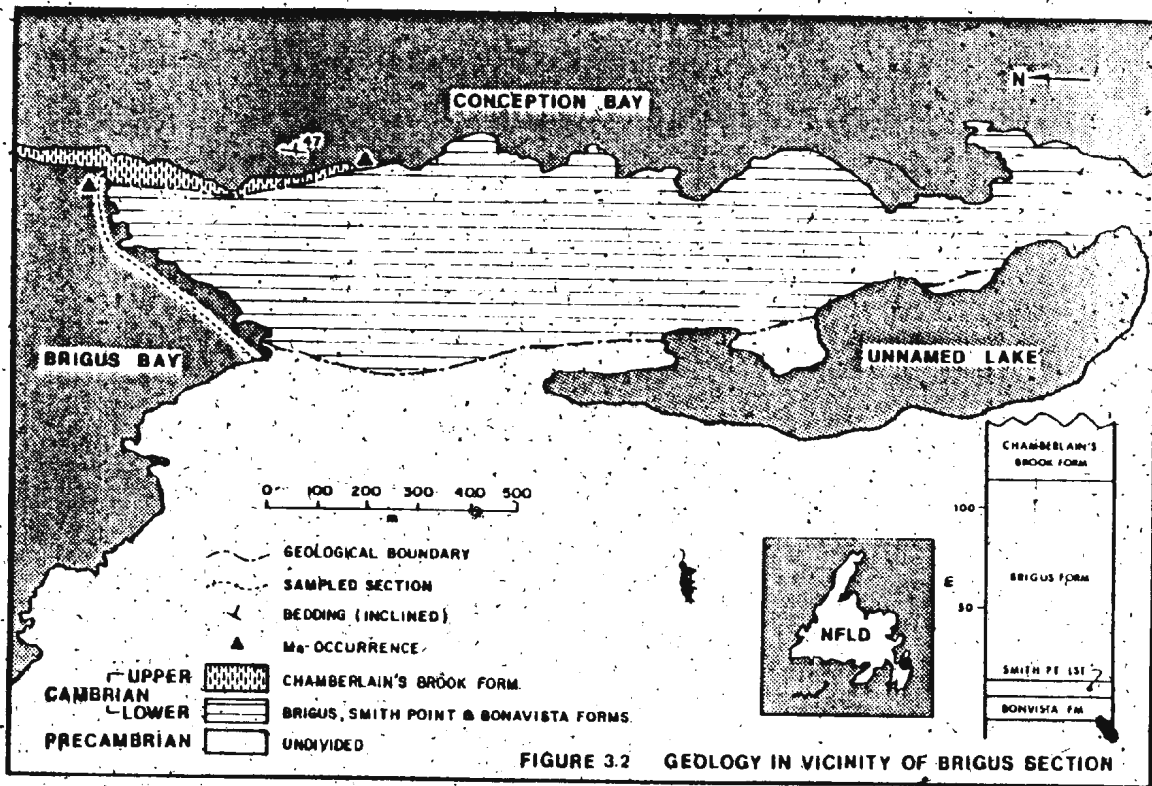 CONCEPTION BAY
N
47
BRIGUS BAY
UNNAMED LAKE
0 100 200 300 400 500
m
GEOLOGICAL BOUNDARY
SAMPLED SECTION
BEDDING (INCLINED)
Mn-OCCURRENCE
UPPER
CAMBRIAN
LOWER
CHAMBERLAIN'S BROOK FORM.
BRIGUS, SMITH POINT & BONAVISTA FORMS.
PRECAMBRIAN
UNDIVIDED
NFLD
CHAMBERLAIN'S
BROOK FORM
100
BRIGUS FORM
E
50
SMITH PT LST
?
BONVISTA FM
FIGURE 3.2 GEOLOGY IN VICINITY OF BRIGUS SECTION